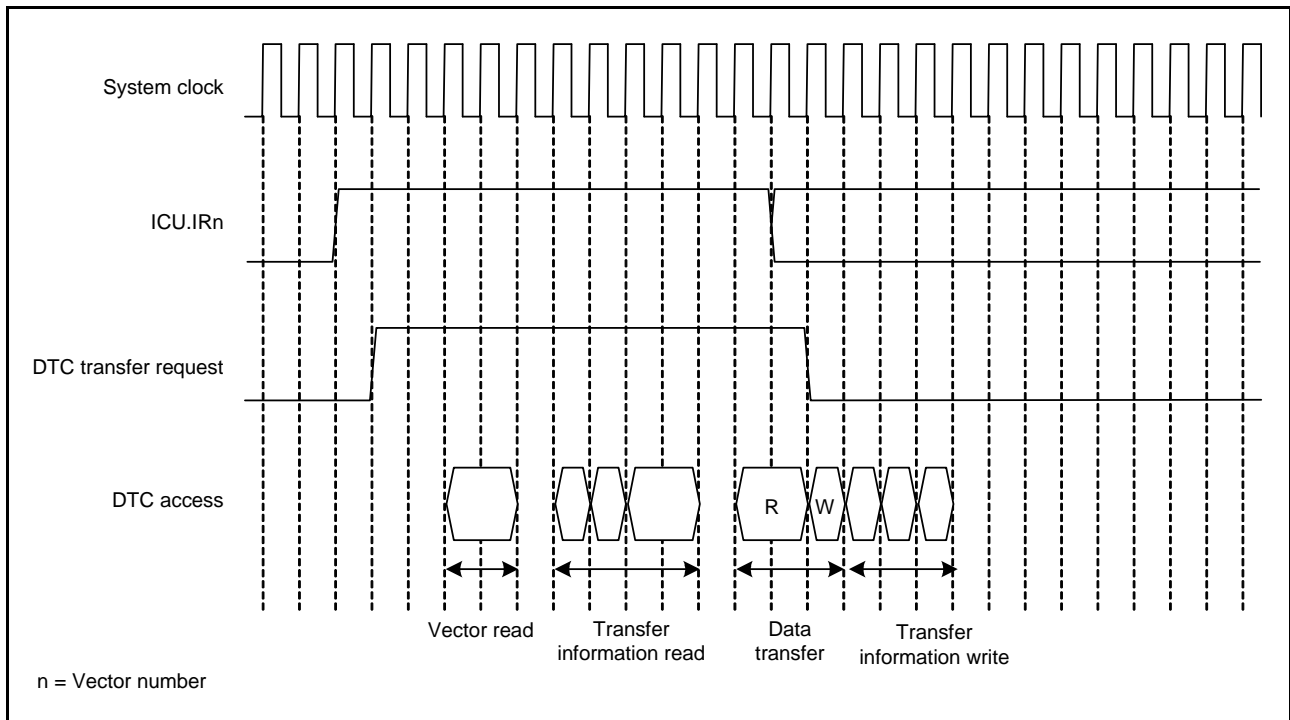 System clock
ICU.IRn
DTC transfer request
DTC access
R
W
Vector read
Transfer
information read
Data
transfer
Transfer
information write
n = Vector number